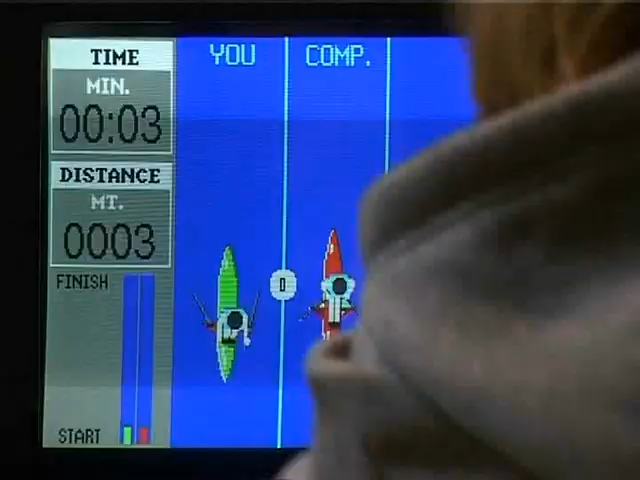 TIME
MIN.
00:03
DISTANCE
MT.
0003
FINISH
START
YOU
COMP.
0